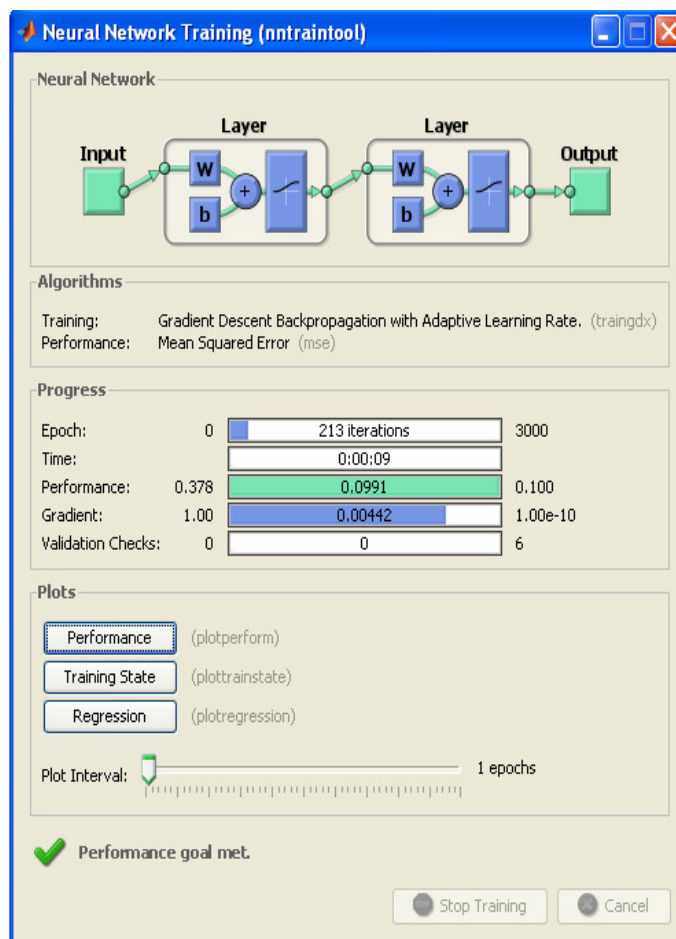 Neural Network Training (nntraintool)
Neural Network
Layer Layer
Input Output
W W
+ +
b b
Algorithms
Training: Gradient Descent Backpropagation with Adaptive Learning Rate. (traingdx)
Performance: Mean Squared Error (mse)
Progress
Epoch: 0 213 iterations 3000
Time: 0:00:09
Performance: 0.378 0.0991 0.100
Gradient: 1.00 0.00442 1.00e-10
Validation Checks: 0 0 6
Plots
Performance (plotperform)
Training State (plottrainstate)
Regression (plotregression)
Plot Interval: 1 epochs
Performance goal met.
Stop Training Cancel